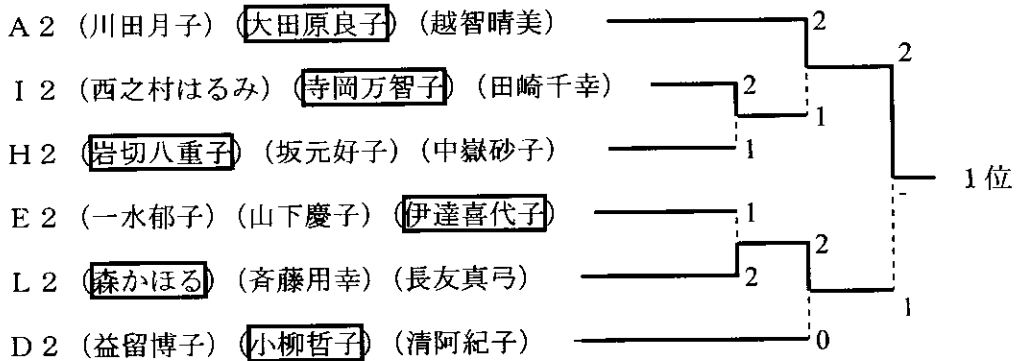 A2 (川田月子) (大田原良子) (越智晴美) 2
2
I2 (西之村はるみ) (寺岡万智子) (田崎千幸) 2
1
H2 (岩切八重子) (坂元好子) (中嶽砂子) 1
1位
E2 (一水郁子) (山下慶子) (伊達喜代子) 1
2
L2 (森かほる) (斉藤用幸) (長友真弓) 2
1
D2 (益留博子) (小柳哲子) (清阿紀子) 0